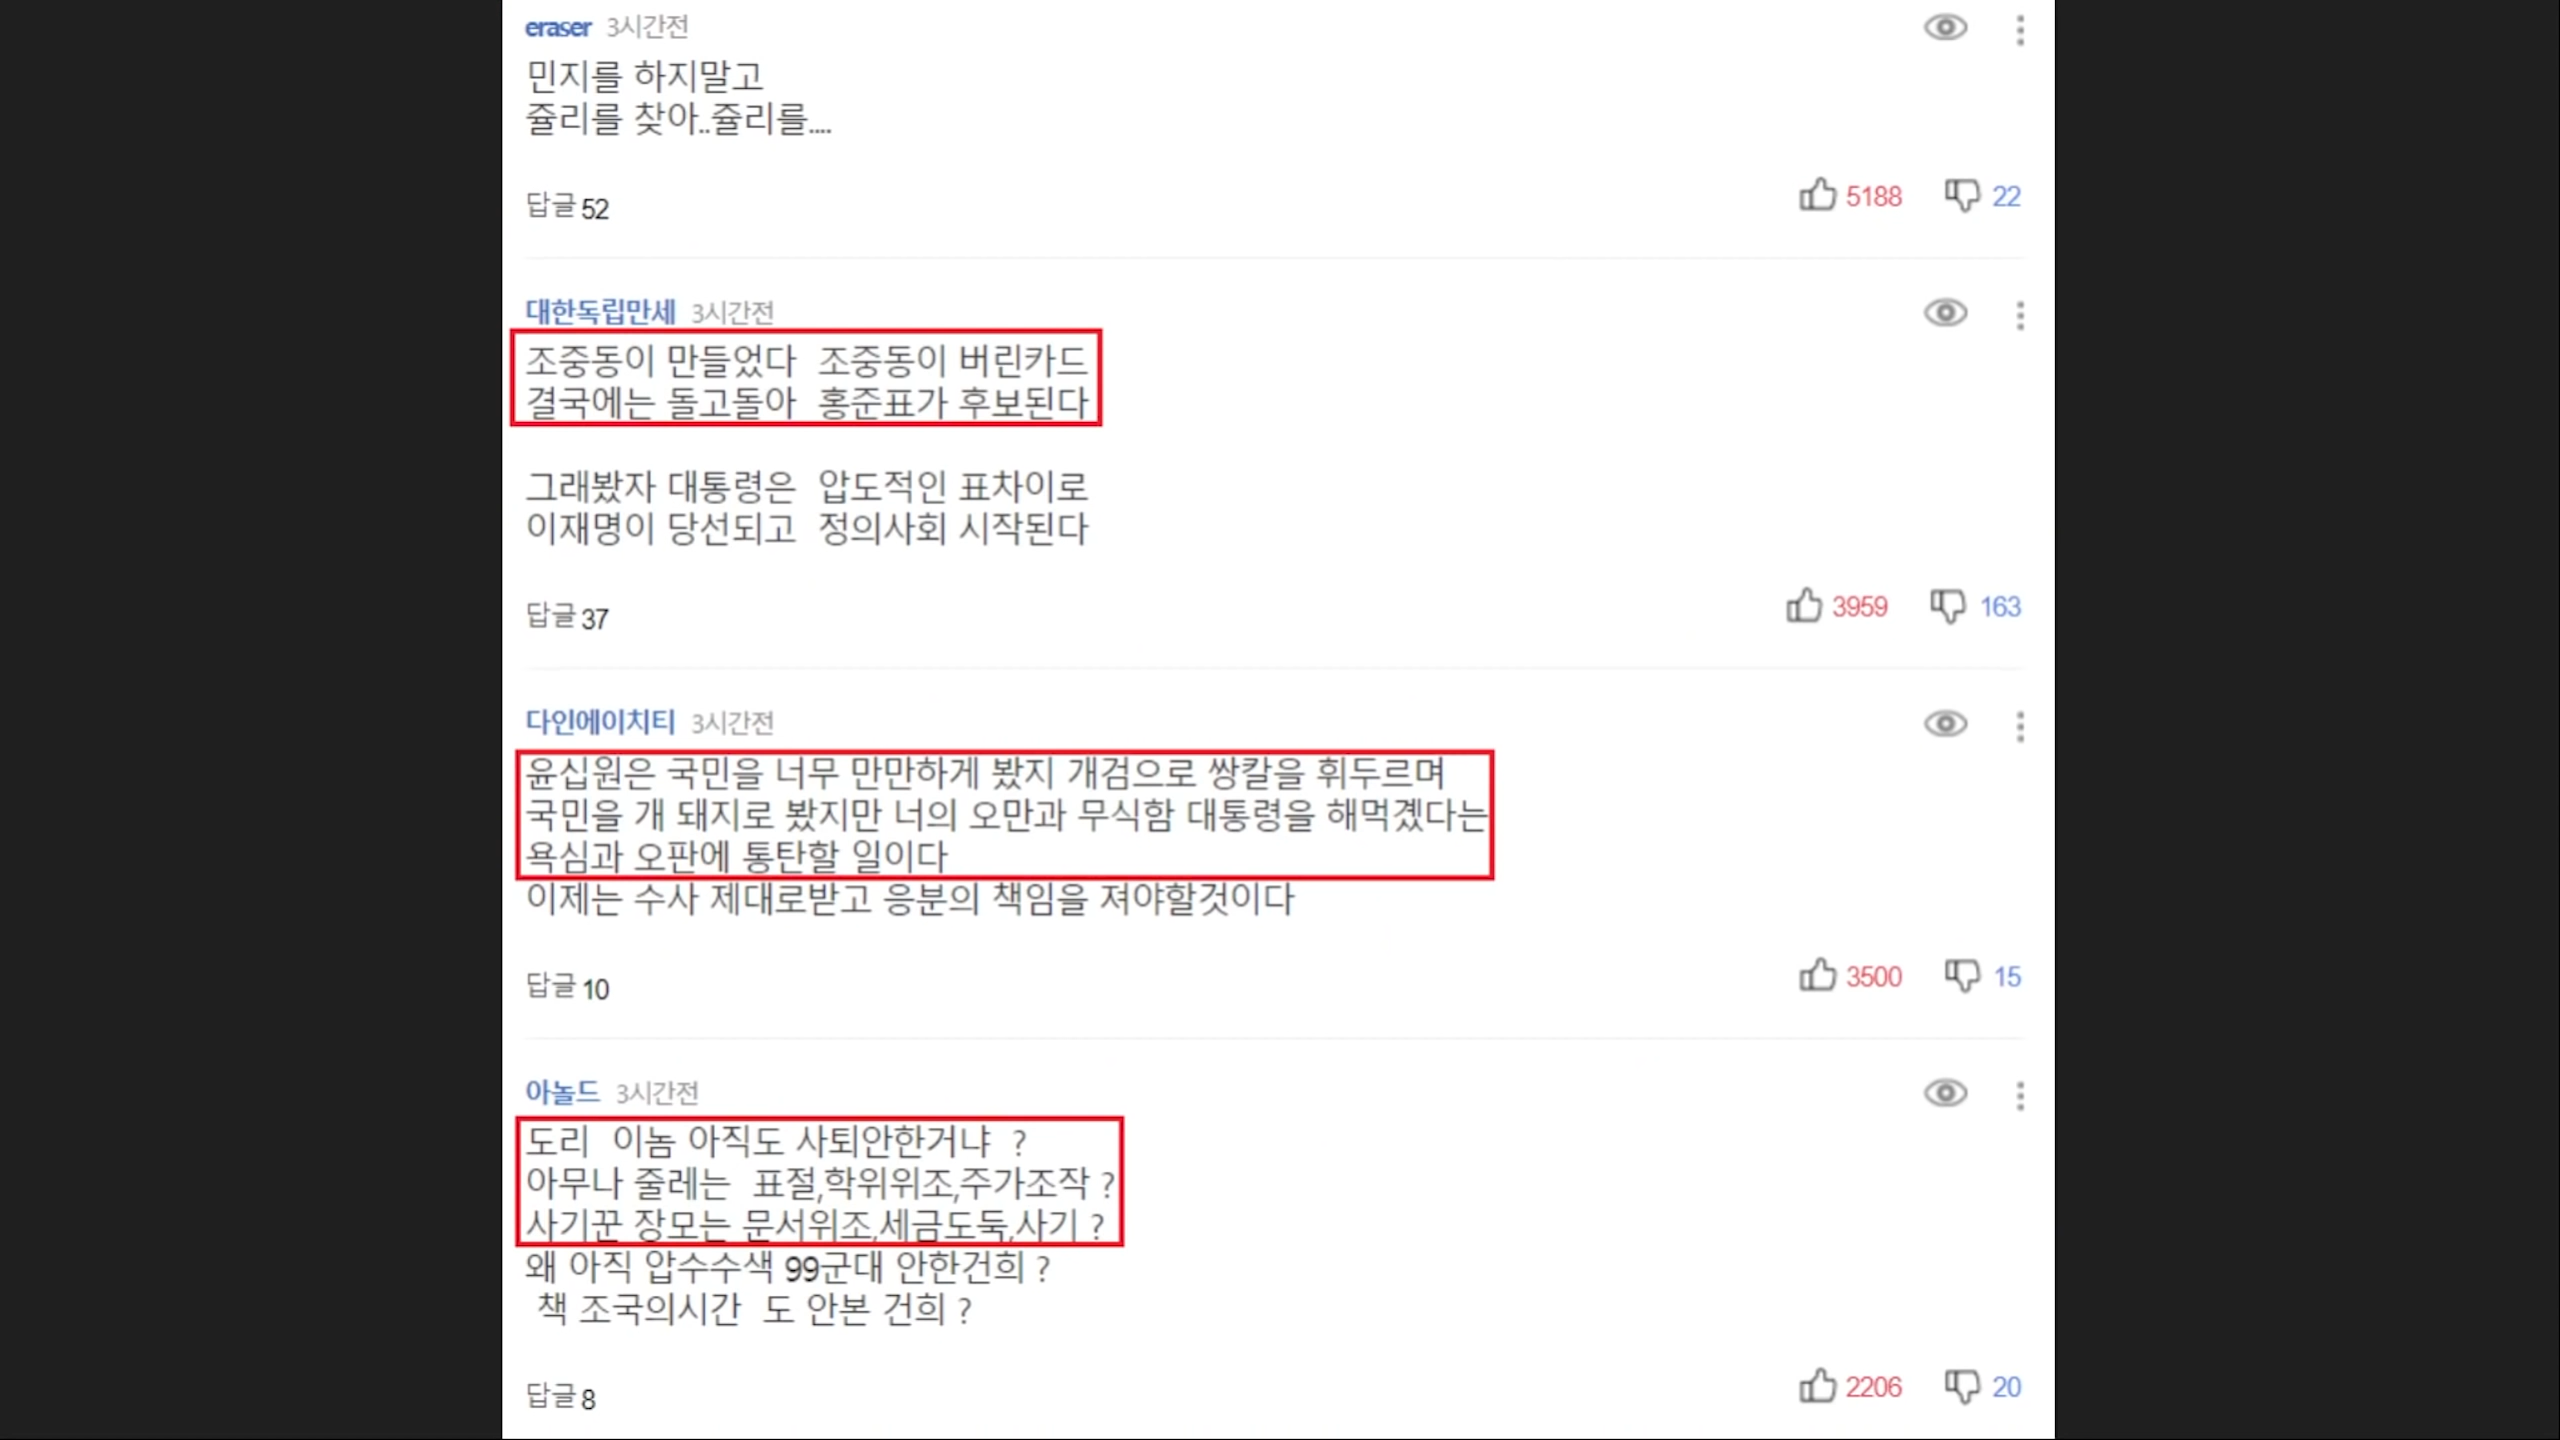 eraser 3시간전
민지를 하지말고
쥴리를 찾아..쥴리를....
답글 52
5188 22
대한독립만세 3시간전
조중동이 만들었다 조중동이 버린카드
결국에는 돌고돌아 홍준표가 후보된다
그래봤자 대통령은 압도적인 표차이로
이재명이 당선되고 정의사회 시작된다
답글 37
3959 163
다인에이치티 3시간전
윤십원은 국민을 너무 만만하게 봤지 개검으로 쌍칼을 휘두르며
국민을 개 돼지로 봤지만 너의 오만과 무식함 대통령을 해먹곘다는
욕심과 오판에 통탄할 일이다
이제는 수사 제대로받고 응분의 책임을 져야할것이다
답글 10
3500 15
아놀드 3시간전
도리 이놈 아직도 사퇴안한거냐 ?
아무나 줄레는 표절,학위위조,주가조작 ?
사기꾼 장모는 문서위조,세금도둑,사기 ?
왜 아직 압수수색 99군대 안한건희 ?
책 조국의시간 도 안본 건희 ?
답글 8
2206 20